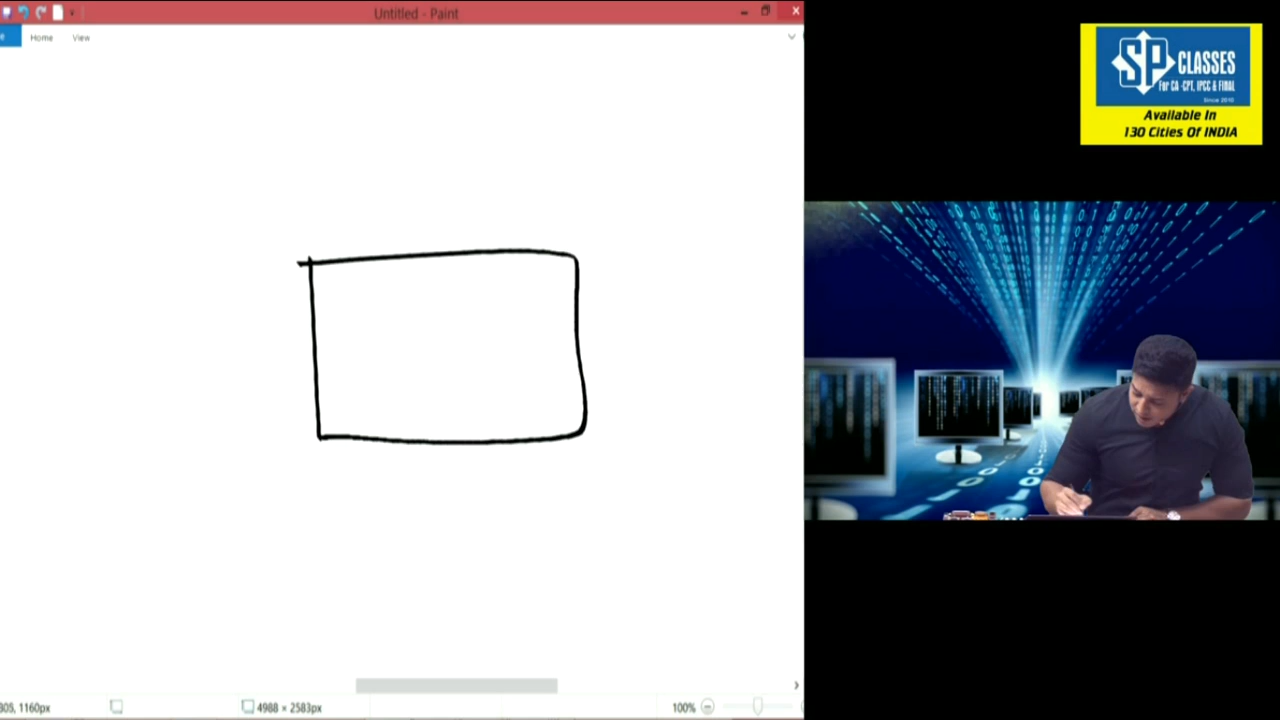 Untitled - Paint
Home View
SP CLASSES
For CA -CPT, IPCC & FINAL
Since 2010
Available In
130 Cities Of INDIA
1160px
4988 × 2583px
100%